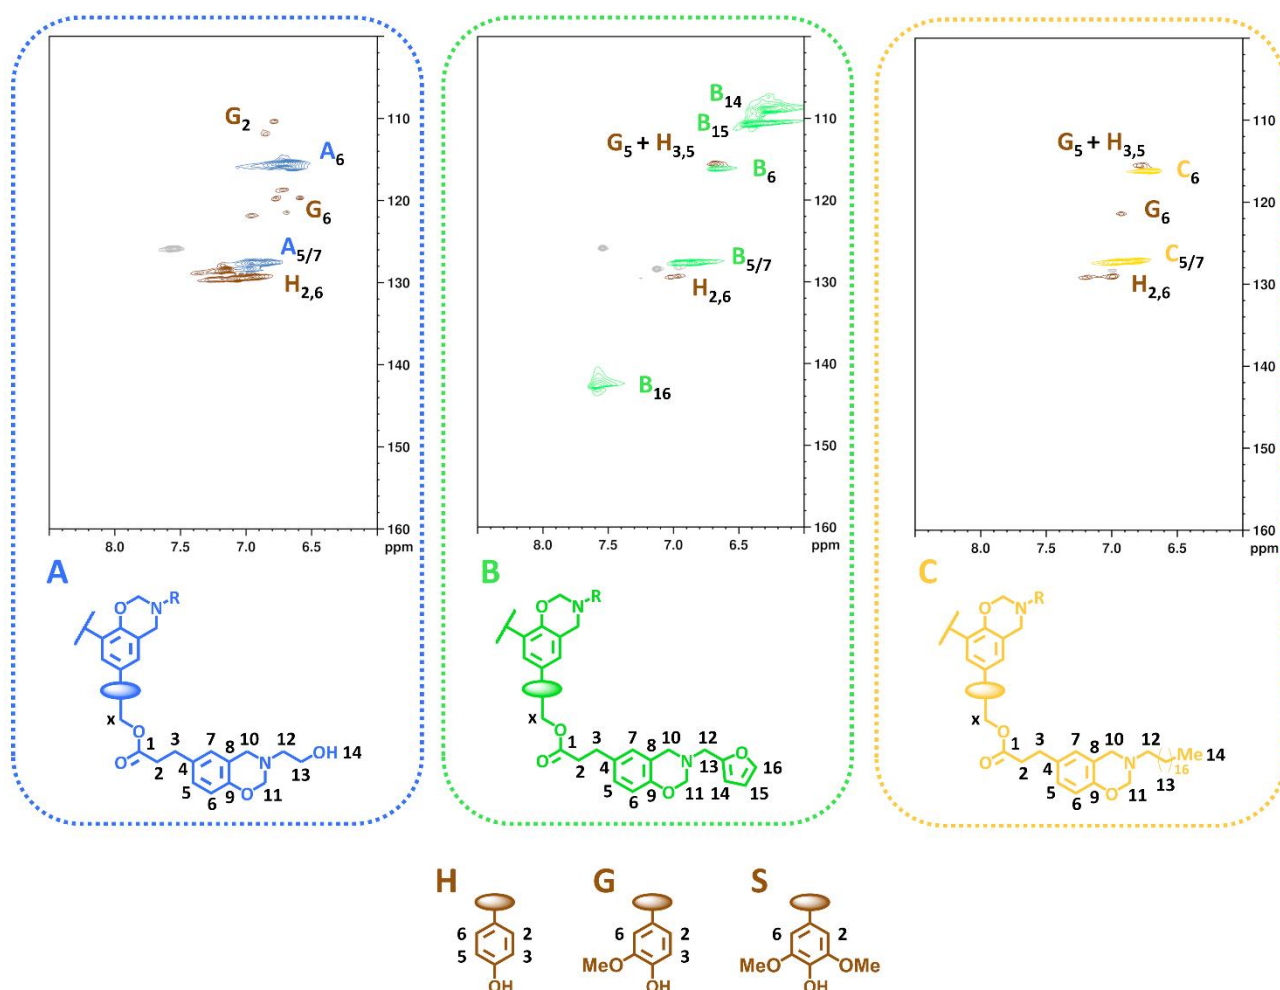 G2
A6
G6
A5/7
H2,6
110
120
130
140
150
160
8.0 7.5 7.0 6.5 ppm
B14
B15
G5 + H3,5
B6
B5/7
H2,6
B16
110
120
130
140
150
160
8.0 7.5 7.0 6.5 ppm
G5 + H3,5
C6
G6
C5/7
H2,6
110
120
130
140
150
160
8.0 7.5 7.0 6.5 ppm
A
O N-R
x
O
1 3 7 10 12
8 OH 14
O 2 4 N 13
5 6 9 O 11
B
O N-R
x
O
1 3 7 10 12
8 O
O 2 4 N 13 16
5 6 9 O 11 14 15
C
O N-R
x
O
1 3 7 10 12
8 Me 14
O 2 4 N 16
5 6 9 O 11 13
H G S
6 2 6 2 6 2
5 3 MeO 3 MeO OMe
OH OH OH